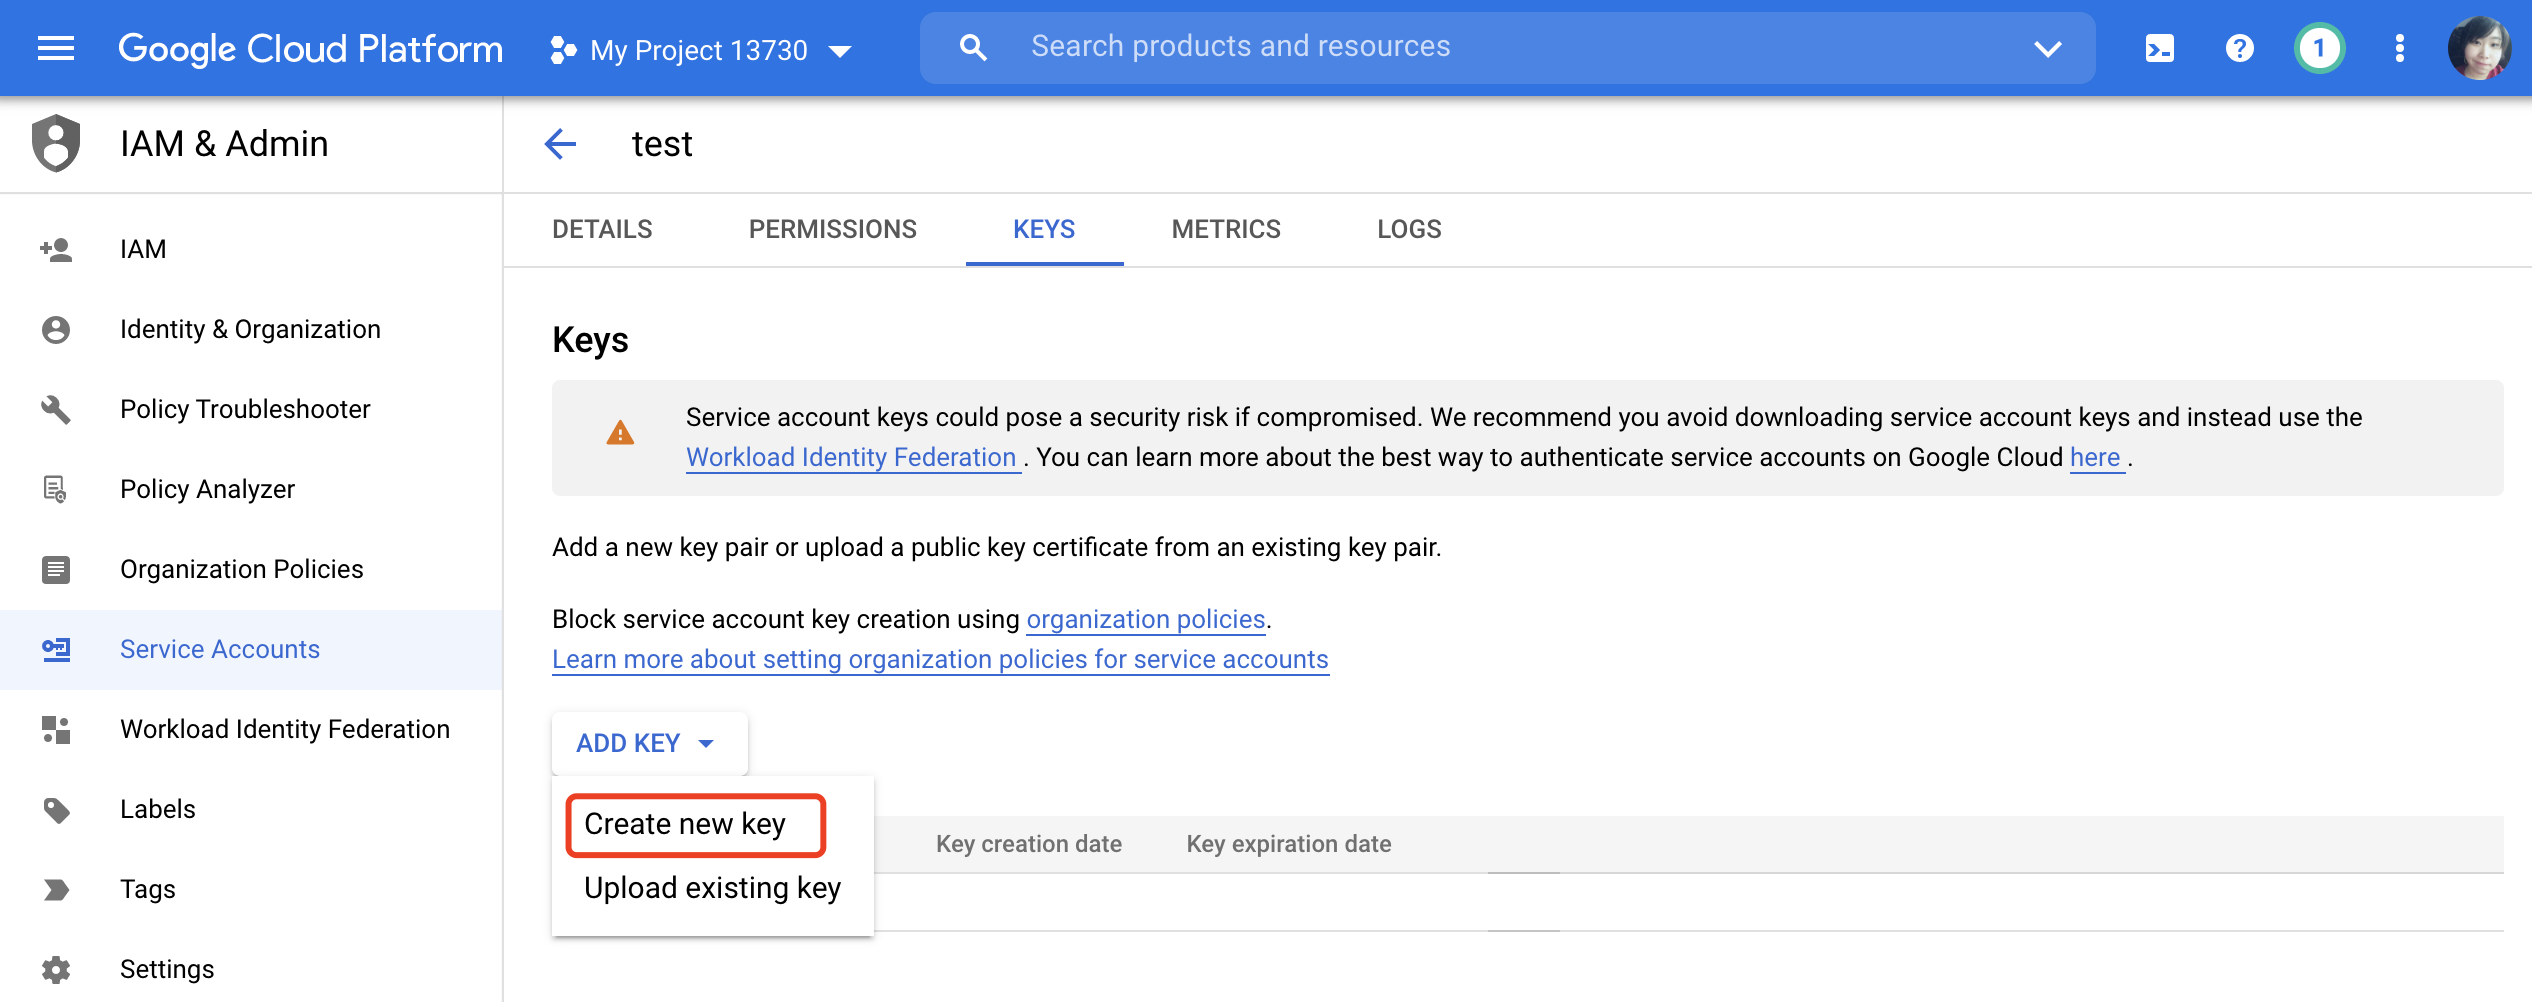 Google Cloud Platform
My Project 13730
Search products and resources
1
IAM & Admin
test
IAM
Identity & Organization
Policy Troubleshooter
Policy Analyzer
Organization Policies
Service Accounts
Workload Identity Federation
Labels
Tags
Settings
DETAILS
PERMISSIONS
KEYS
METRICS
LOGS
Keys
Service account keys could pose a security risk if compromised. We recommend you avoid downloading service account keys and instead use the
Workload Identity Federation . You can learn more about the best way to authenticate service accounts on Google Cloud here .
Add a new key pair or upload a public key certificate from an existing key pair.
Block service account key creation using organization policies.
Learn more about setting organization policies for service accounts
ADD KEY
Create new key
Upload existing key
Key creation date
Key expiration date